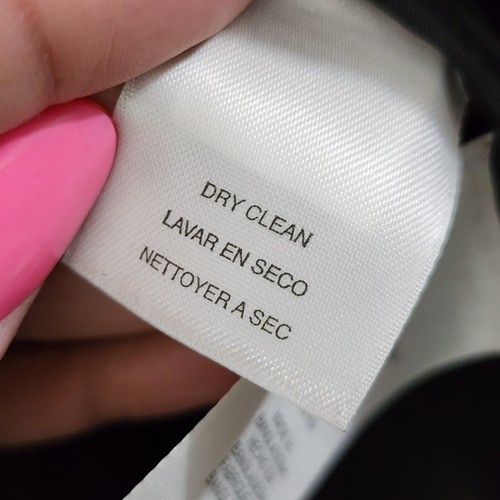 DRY CLEAN
LAVAR EN SECO
NETTOYER A SEC